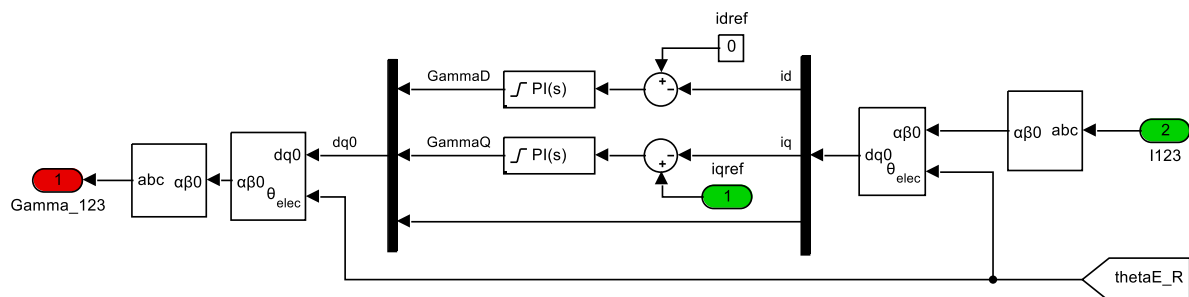 idref
0
GammaD
PI(s)
+
−
id
αβ0
dq0
θelec
αβ0
abc
2
I123
GammaQ
PI(s)
−
+
iq
iqref
1
dq0
dq0
θelec
αβ0
abc
αβ0
1
Gamma_123
thetaE_R